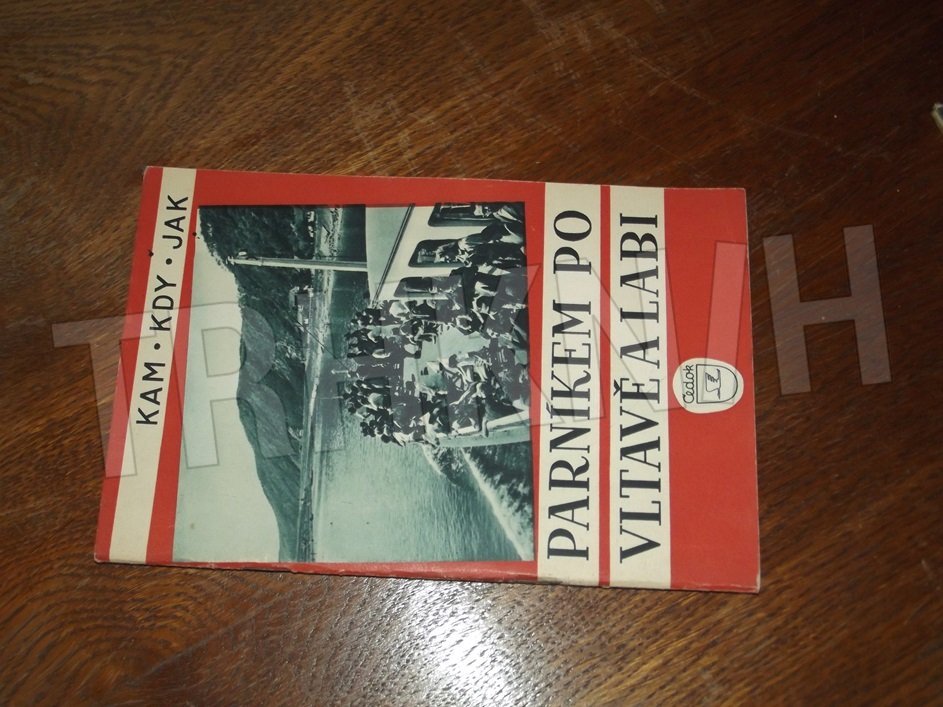 KAM · KDY · JAK
PARNÍKEM PO
VLTAVĚ A LABI
Čedok